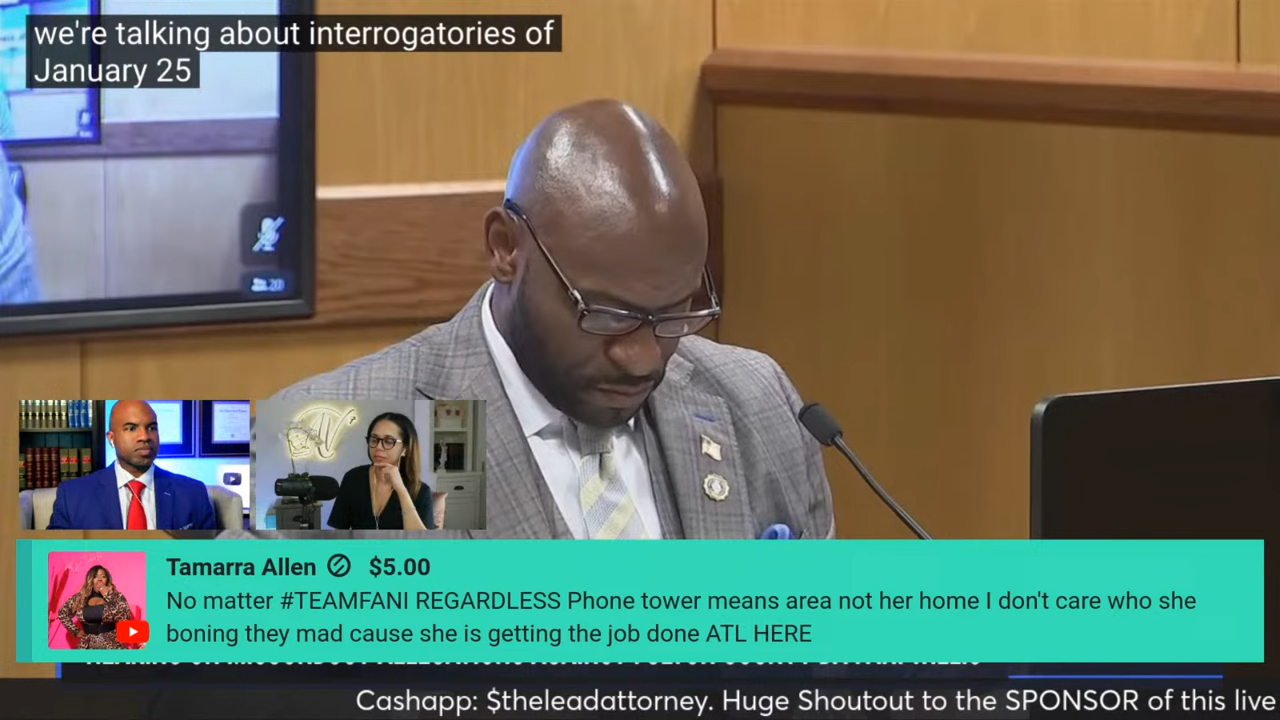 we're talking about interrogatories of
January 25
Tamarra Allen $5.00
No matter #TEAMFANI REGARDLESS Phone tower means area not her home I don't care who she
boning they mad cause she is getting the job done ATL HERE
Cashapp: $theleadattorney. Huge Shoutout to the SPONSOR of this live